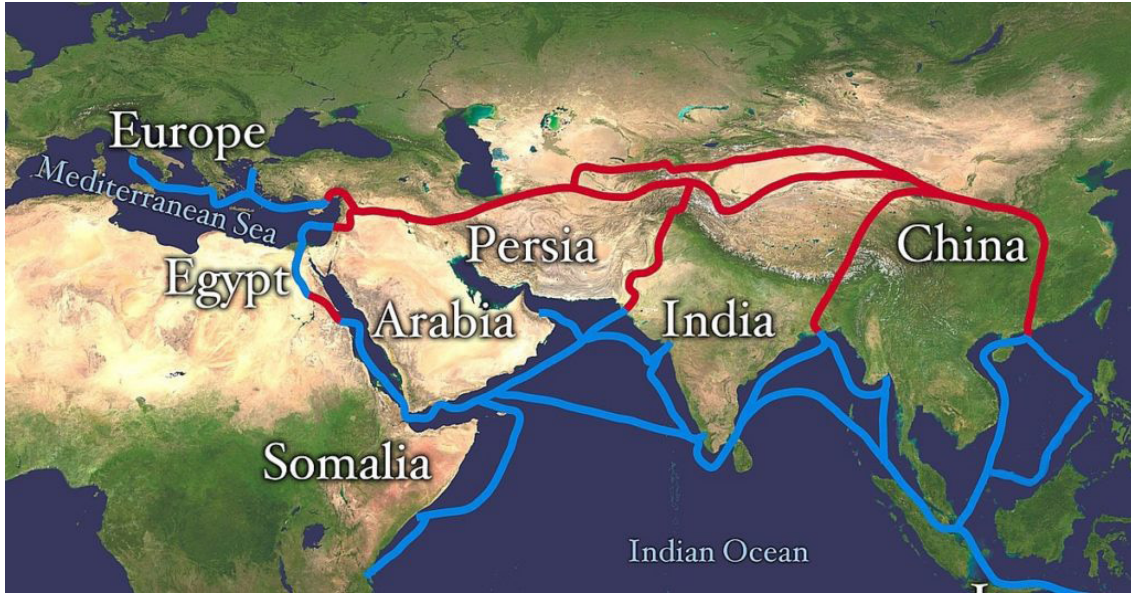 Europe
Mediterranean Sea
Persia
China
Egypt
Arabia
India
Somalia
Indian Ocean